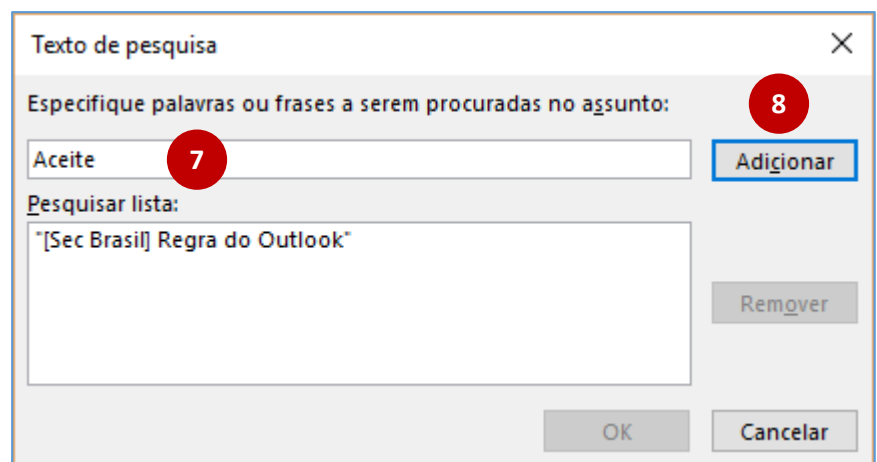 Texto de pesquisa
Especifique palavras ou frases a serem procuradas no assunto:
8
Aceite
7
Adicionar
Pesquisar lista:
"[Sec Brasil] Regra do Outlook"
Remover
OK
Cancelar